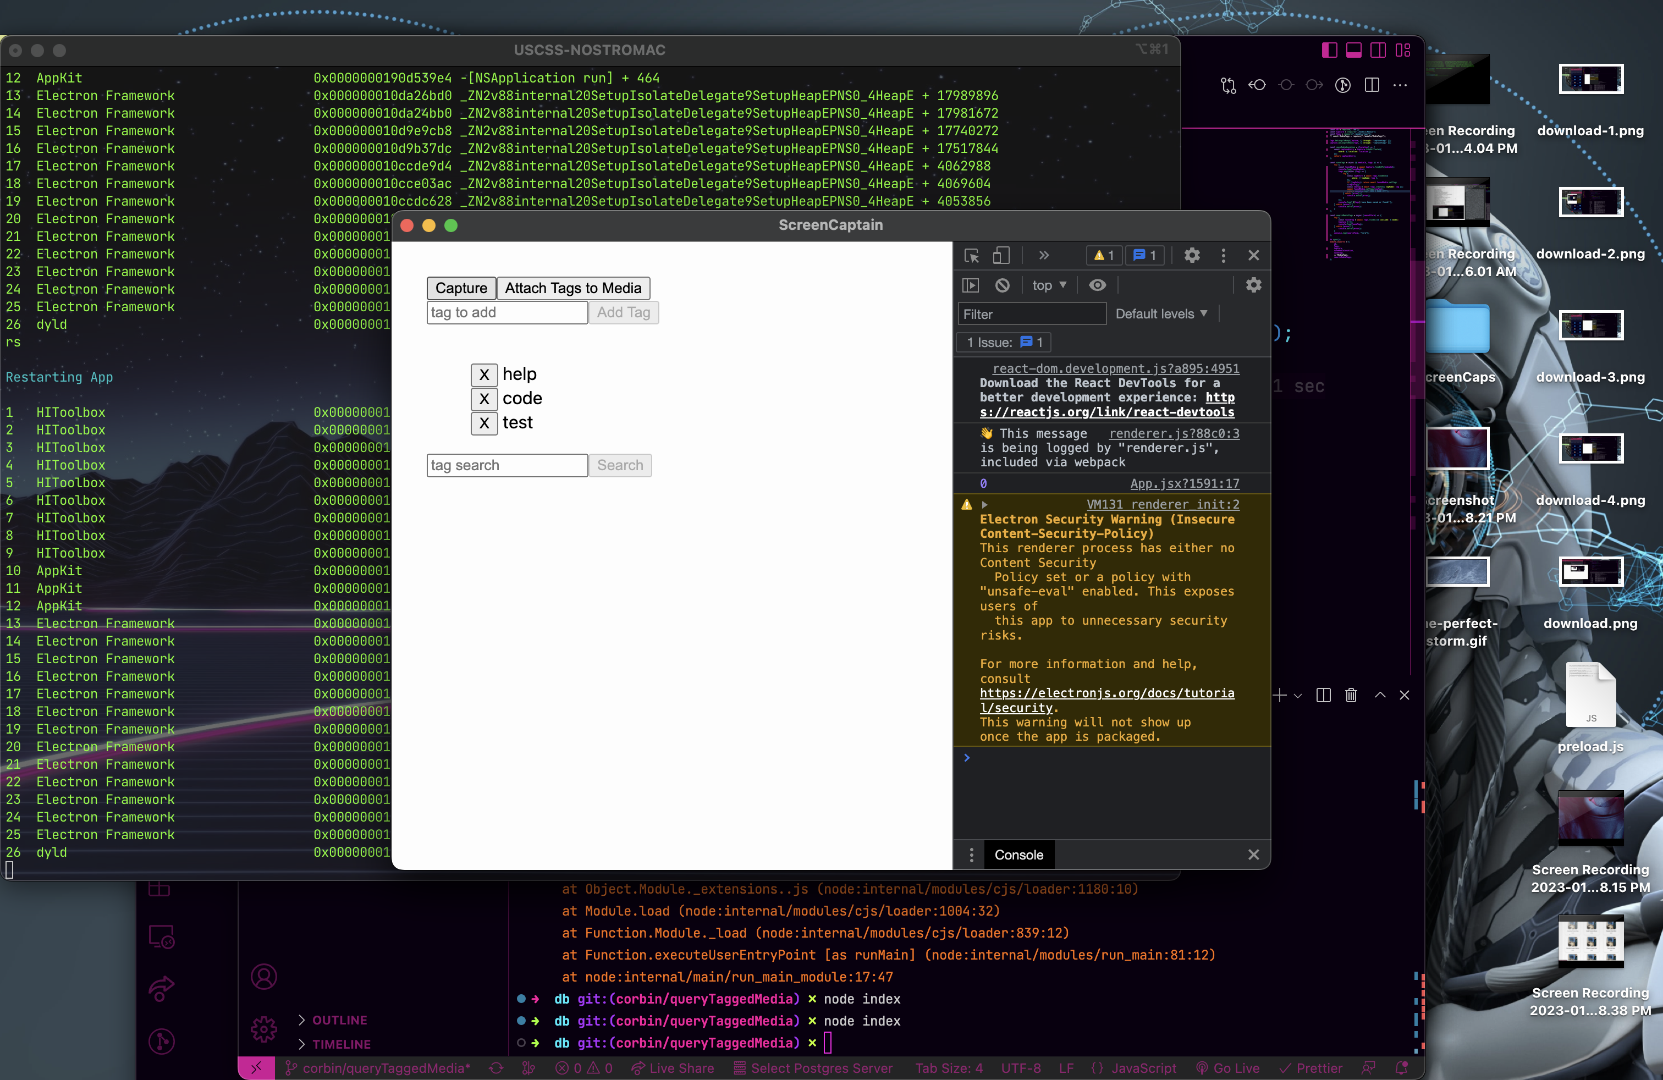 USCSS-NOSTROMAC
⌥⌘1
12 AppKit 0x0000000190d539e4 -[NSApplication run] + 464
13 Electron Framework 0x000000010da26bd0 _ZN2v88internal20SetupIsolateDelegate9SetupHeapEPNS0_4HeapE + 17989896
14 Electron Framework 0x000000010da24bb0 _ZN2v88internal20SetupIsolateDelegate9SetupHeapEPNS0_4HeapE + 17981672
15 Electron Framework 0x000000010d9e9cb8 _ZN2v88internal20SetupIsolateDelegate9SetupHeapEPNS0_4HeapE + 17740272
16 Electron Framework 0x000000010d9b37dc _ZN2v88internal20SetupIsolateDelegate9SetupHeapEPNS0_4HeapE + 17517844
17 Electron Framework 0x000000010ccde9d4 _ZN2v88internal20SetupIsolateDelegate9SetupHeapEPNS0_4HeapE + 4062988
18 Electron Framework 0x000000010cce03ac _ZN2v88internal20SetupIsolateDelegate9SetupHeapEPNS0_4HeapE + 4069604
19 Electron Framework 0x000000010ccdc628 _ZN2v88internal20SetupIsolateDelegate9SetupHeapEPNS0_4HeapE + 4053856
20 Electron Framework 0x00000001
21 Electron Framework 0x00000001
22 Electron Framework 0x00000001
23 Electron Framework 0x00000001
24 Electron Framework 0x00000001
25 Electron Framework 0x00000001
26 dyld 0x00000001
rs
Restarting App
1 HIToolbox 0x00000001
2 HIToolbox 0x00000001
3 HIToolbox 0x00000001
4 HIToolbox 0x00000001
5 HIToolbox 0x00000001
6 HIToolbox 0x00000001
7 HIToolbox 0x00000001
8 HIToolbox 0x00000001
9 HIToolbox 0x00000001
10 AppKit 0x00000001
11 AppKit 0x00000001
12 AppKit 0x00000001
13 Electron Framework 0x00000001
14 Electron Framework 0x00000001
15 Electron Framework 0x00000001
16 Electron Framework 0x00000001
17 Electron Framework 0x00000001
18 Electron Framework 0x00000001
19 Electron Framework 0x00000001
20 Electron Framework 0x00000001
21 Electron Framework 0x00000001
22 Electron Framework 0x00000001
23 Electron Framework 0x00000001
24 Electron Framework 0x00000001
25 Electron Framework 0x00000001
26 dyld 0x00000001
ScreenCaptain
Capture Attach Tags to Media
tag to add Add Tag
X help
X code
X test
tag search Search
1 1
top
Filter Default levels
1 Issue: 1
react-dom.development.js?a895:4951
Download the React DevTools for a
better development experience: http
s://reactjs.org/link/react-devtools
👋 This message renderer.js?88c0:3
is being logged by "renderer.js",
included via webpack
0 App.jsx?1591:17
VM131 renderer_init:2
Electron Security Warning (Insecure
Content-Security-Policy)
This renderer process has either no
Content Security
Policy set or a policy with
"unsafe-eval" enabled. This exposes
users of
this app to unnecessary security
risks.
For more information and help,
consult
https://electronjs.org/docs/tutoria
l/security.
This warning will not show up
once the app is packaged.
Console
);
1 sec
at Object.Module._extensions..js (node:internal/modules/cjs/loader:1180:10)
at Module.load (node:internal/modules/cjs/loader:1004:32)
at Function.Module._load (node:internal/modules/cjs/loader:839:12)
at Function.executeUserEntryPoint [as runMain] (node:internal/modules/run_main:81:12)
at node:internal/main/run_main_module:17:47
➜ db git:(corbin/queryTaggedMedia) × node index
➜ db git:(corbin/queryTaggedMedia) × node index
➜ db git:(corbin/queryTaggedMedia) ×
OUTLINE
TIMELINE
corbin/queryTaggedMedia* 0 0 Live Share Select Postgres Server Tab Size: 4 UTF-8 LF {} JavaScript Go Live Prettier
een Recording
3-01...4.04 PM
download-1.png
een Recording
3-01...6.01 AM
download-2.png
creenCaps
download-3.png
creenshot
3-01...8.21 PM
download-4.png
ne-perfect-
storm.gif
download.png
JS
preload.js
Screen Recording
2023-01...8.15 PM
Screen Recording
2023-01...8.38 PM